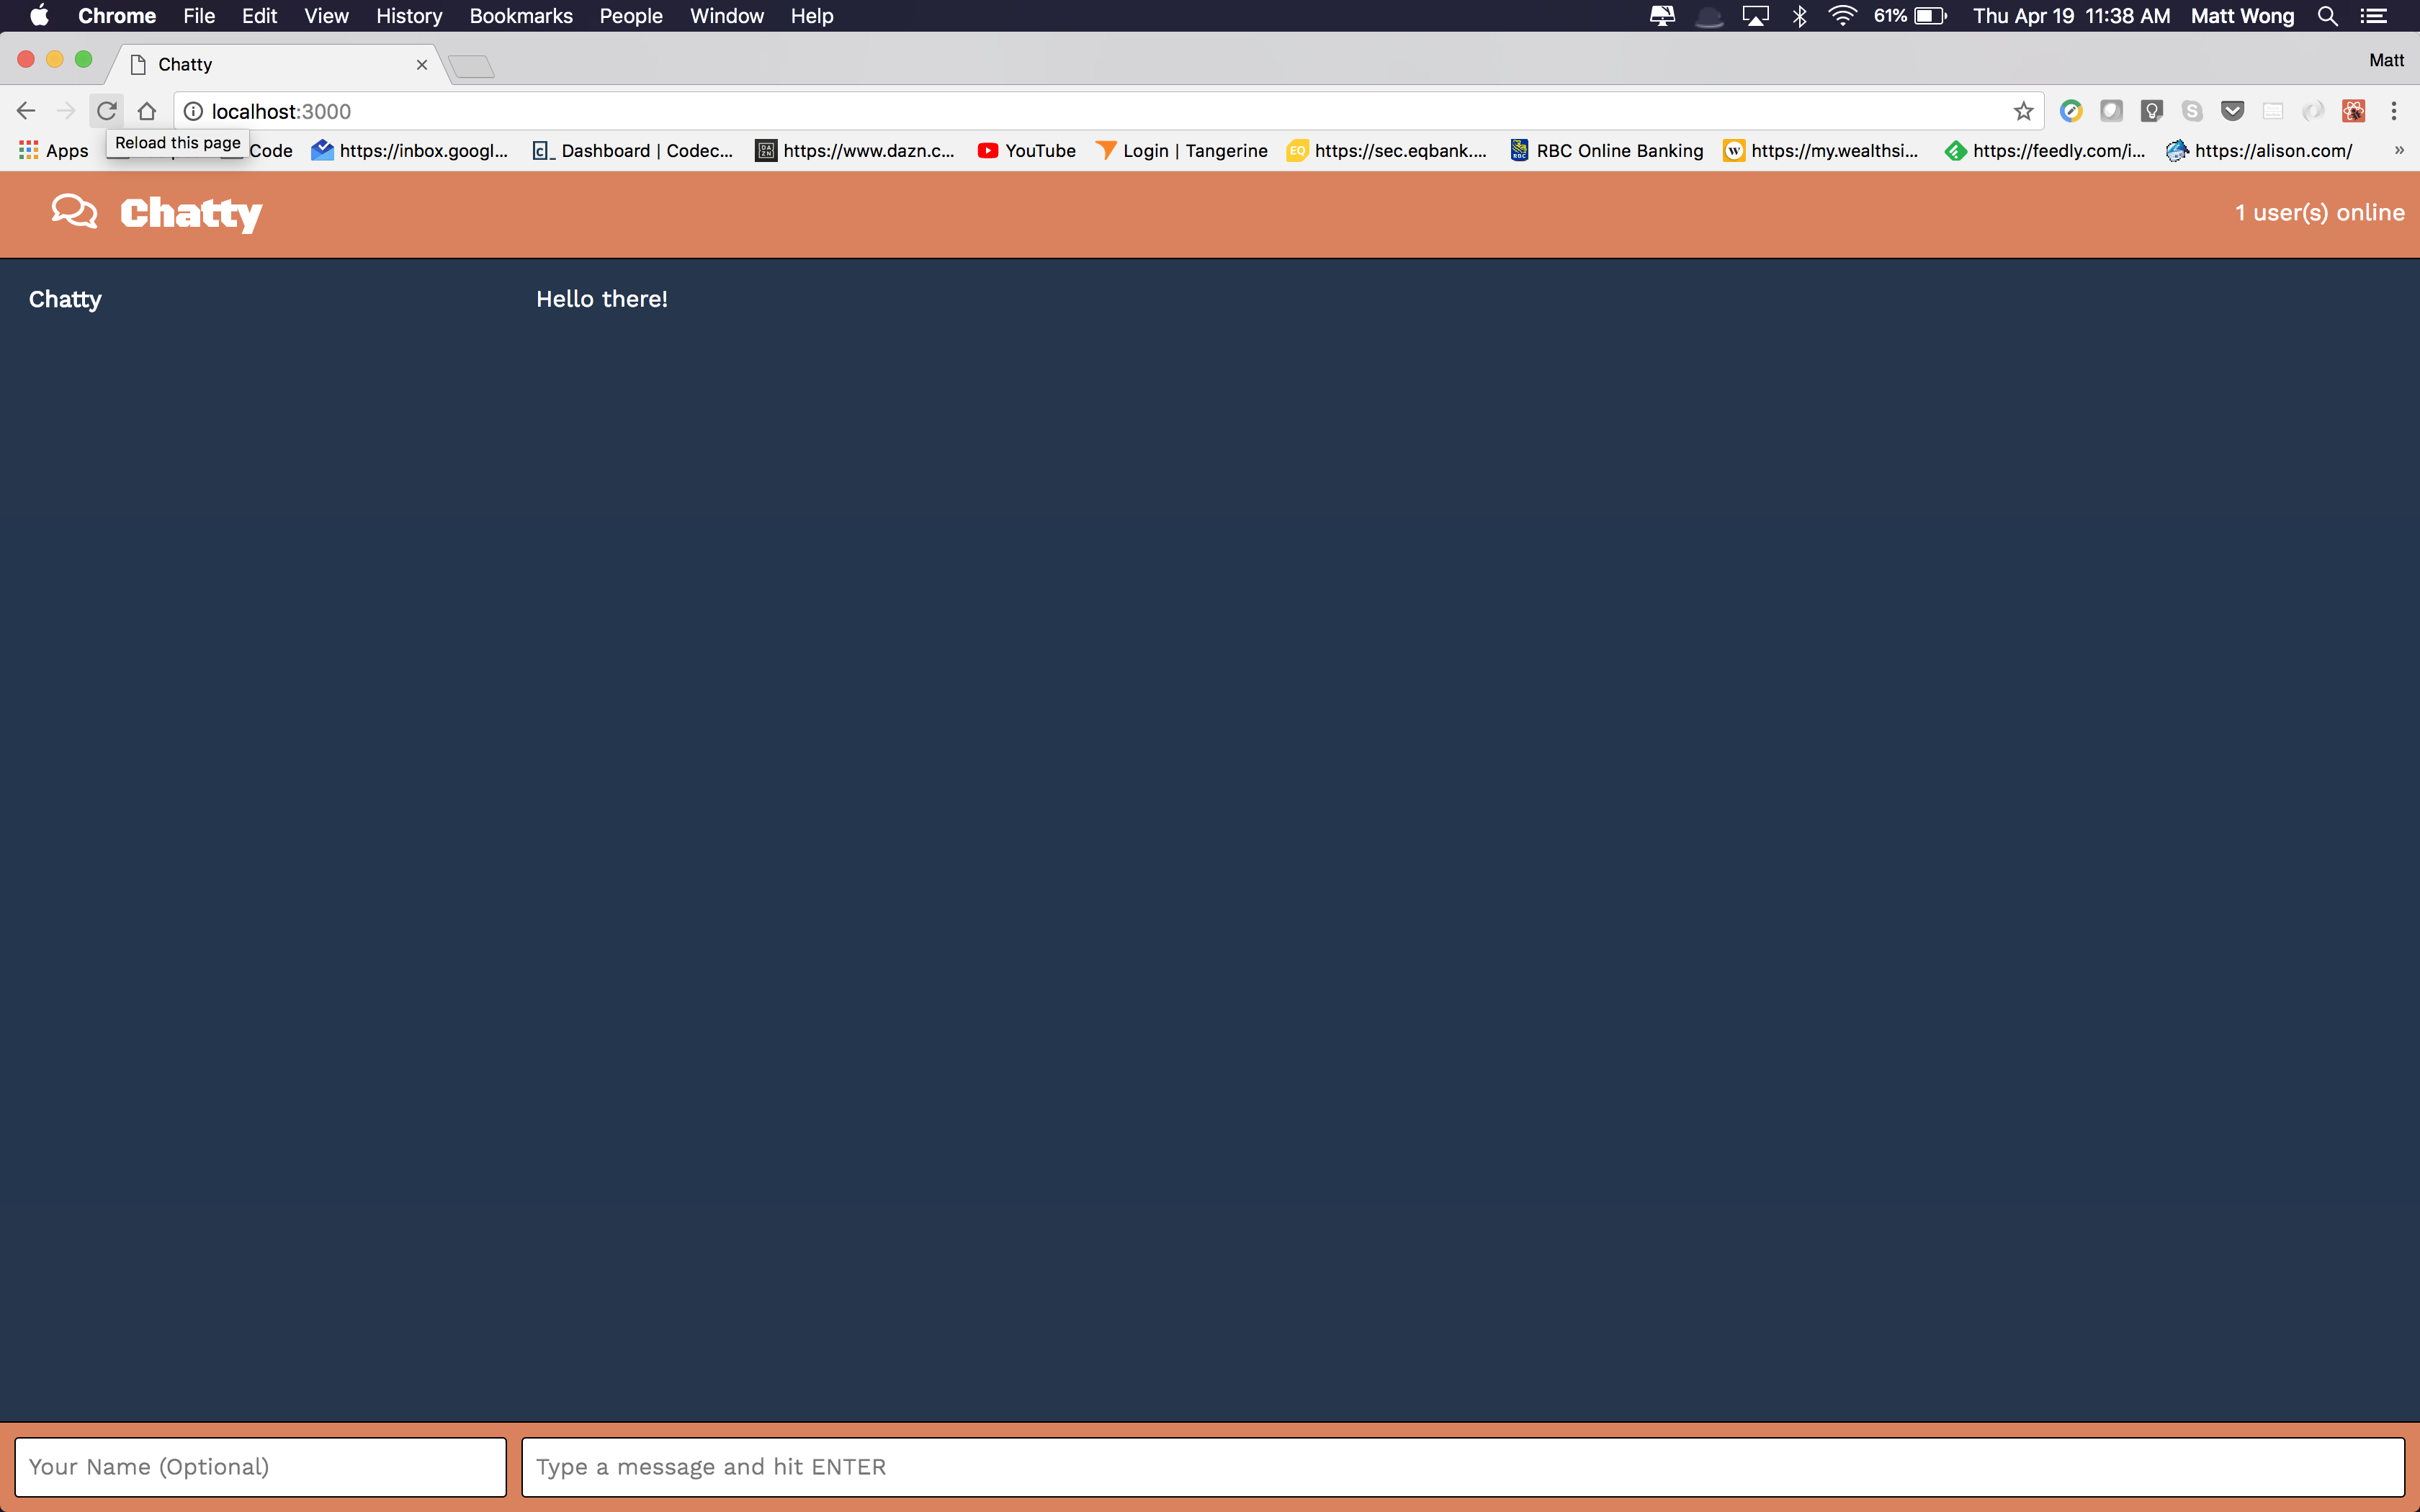 Chrome File Edit View History Bookmarks People Window Help 61% Thu Apr 19 11:38 AM Matt Wong
Chatty Matt
localhost:3000
Reload this page
Apps Code https://inbox.googl... Dashboard | Codec... https://www.dazn.c... YouTube Login | Tangerine https://sec.eqbank.... RBC Online Banking https://my.wealthsi... https://feedly.com/i... https://alison.com/ »
Chatty 1 user(s) online
Chatty Hello there!
Your Name (Optional) Type a message and hit ENTER